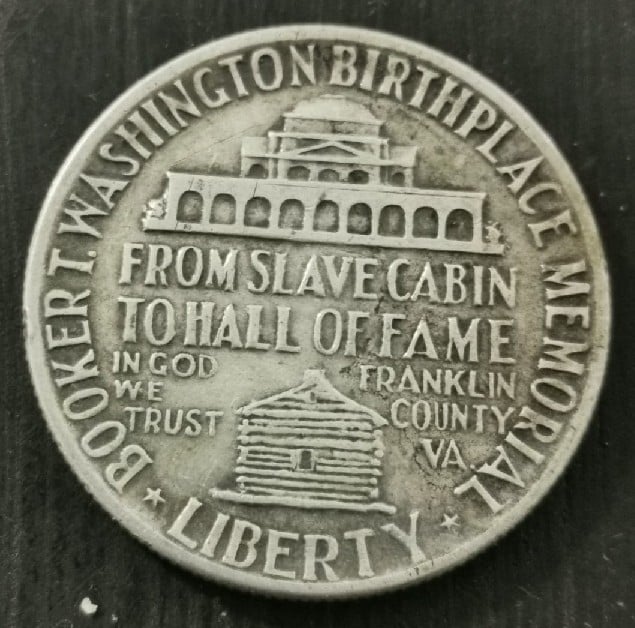 BOOKER T. WASHINGTON BIRTHPLACE MEMORIAL
FROM SLAVE CABIN
TO HALL OF FAME
IN GOD
WE
TRUST
FRANKLIN
COUNTY
VA.
LIBERTY